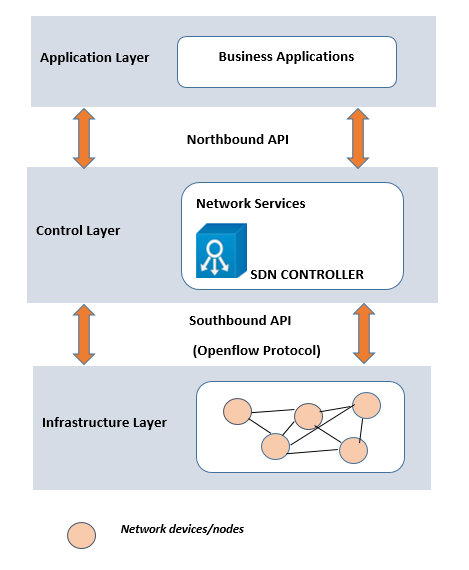 Application Layer
Business Applications
Northbound API
Network Services
Control Layer
SDN CONTROLLER
Southbound API
(Openflow Protocol)
Infrastructure Layer
Network devices/nodes